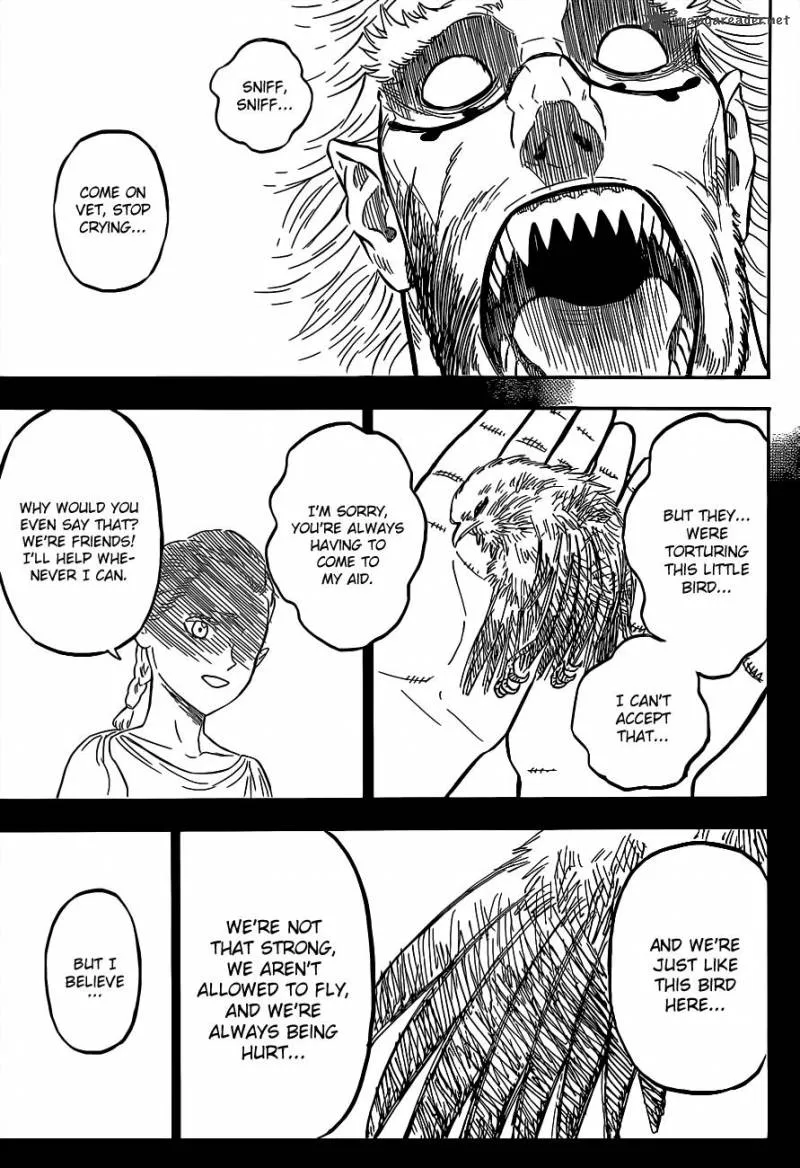 mangareader.net
SNIFF,
SNIFF...
COME ON
VET, STOP
CRYING...
BUT THEY...
WERE
TORTURING
THIS LITTLE
BIRD...
I CAN'T
ACCEPT
THAT...
I'M SORRY,
YOU'RE ALWAYS
HAVING TO
COME TO
MY AID.
WHY WOULD YOU
EVEN SAY THAT?
WE'RE FRIENDS!
I'LL HELP WHE-
NEVER I CAN.
AND WE'RE
JUST LIKE
THIS BIRD
HERE...
WE'RE NOT
THAT STRONG,
WE AREN'T
ALLOWED TO FLY,
AND WE'RE
ALWAYS BEING
HURT...
BUT I
BELIEVE
...